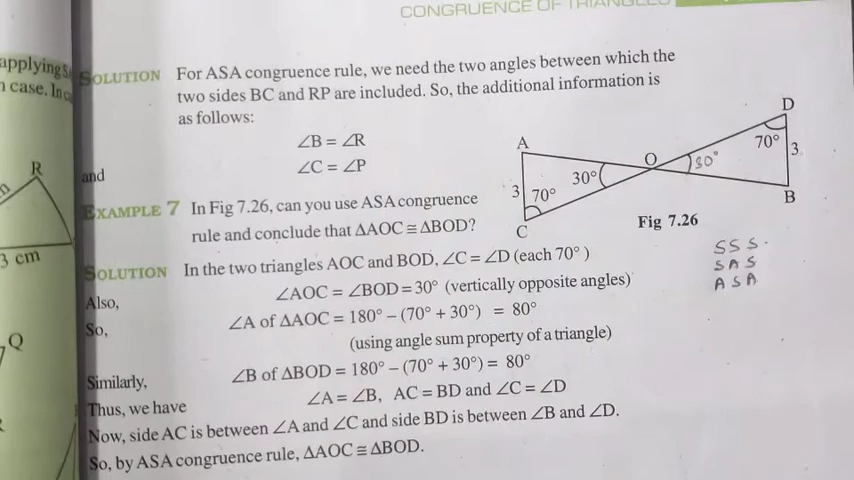 CONGRUENCE OF TRIANGLES
applying
n case. In
R
3 cm
Q
SOLUTION For ASA congruence rule, we need the two angles between which the
two sides BC and RP are included. So, the additional information is
as follows:
∠B = ∠R
and ∠C = ∠P
EXAMPLE 7 In Fig 7.26, can you use ASA congruence
rule and conclude that ΔAOC ≅ ΔBOD?
D
A
O
70°
3
30°
30°
3
70°
B
C
Fig 7.26
SOLUTION In the two triangles AOC and BOD, ∠C = ∠D (each 70°)
Also, ∠AOC = ∠BOD = 30° (vertically opposite angles)
So, ∠A of ΔAOC = 180° – (70° + 30°) = 80°
(using angle sum property of a triangle)
Similarly, ∠B of ΔBOD = 180° – (70° + 30°) = 80°
Thus, we have ∠A = ∠B, AC = BD and ∠C = ∠D
Now, side AC is between ∠A and ∠C and side BD is between ∠B and ∠D.
So, by ASA congruence rule, ΔAOC ≅ ΔBOD.
SSS.
SAS
ASA